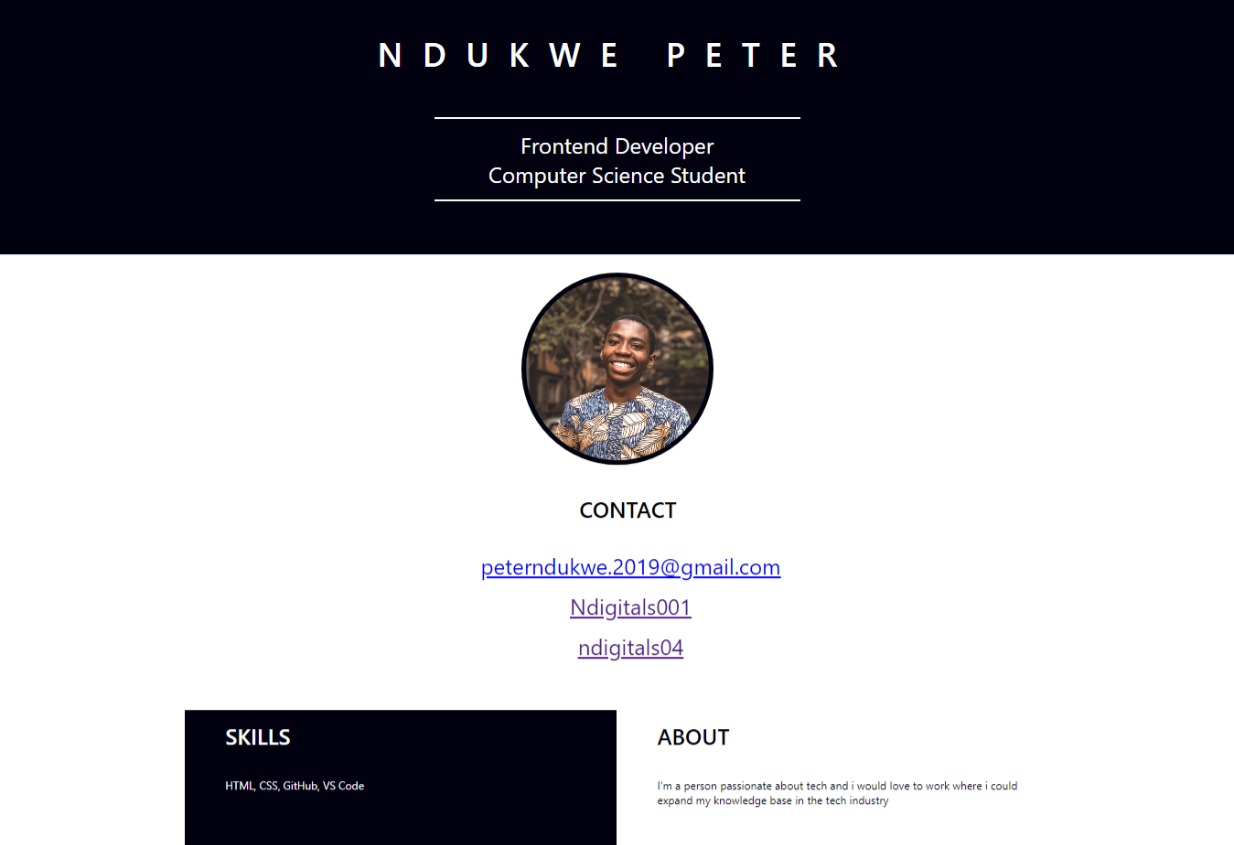 NDUKWE PETER
Frontend Developer
Computer Science Student
CONTACT
peterndukwe.2019@gmail.com
Ndigitals001
ndigitals04
SKILLS
HTML, CSS, GitHub, VS Code
ABOUT
I'm a person passionate about tech and i would love to work where i could
expand my knowledge base in the tech industry